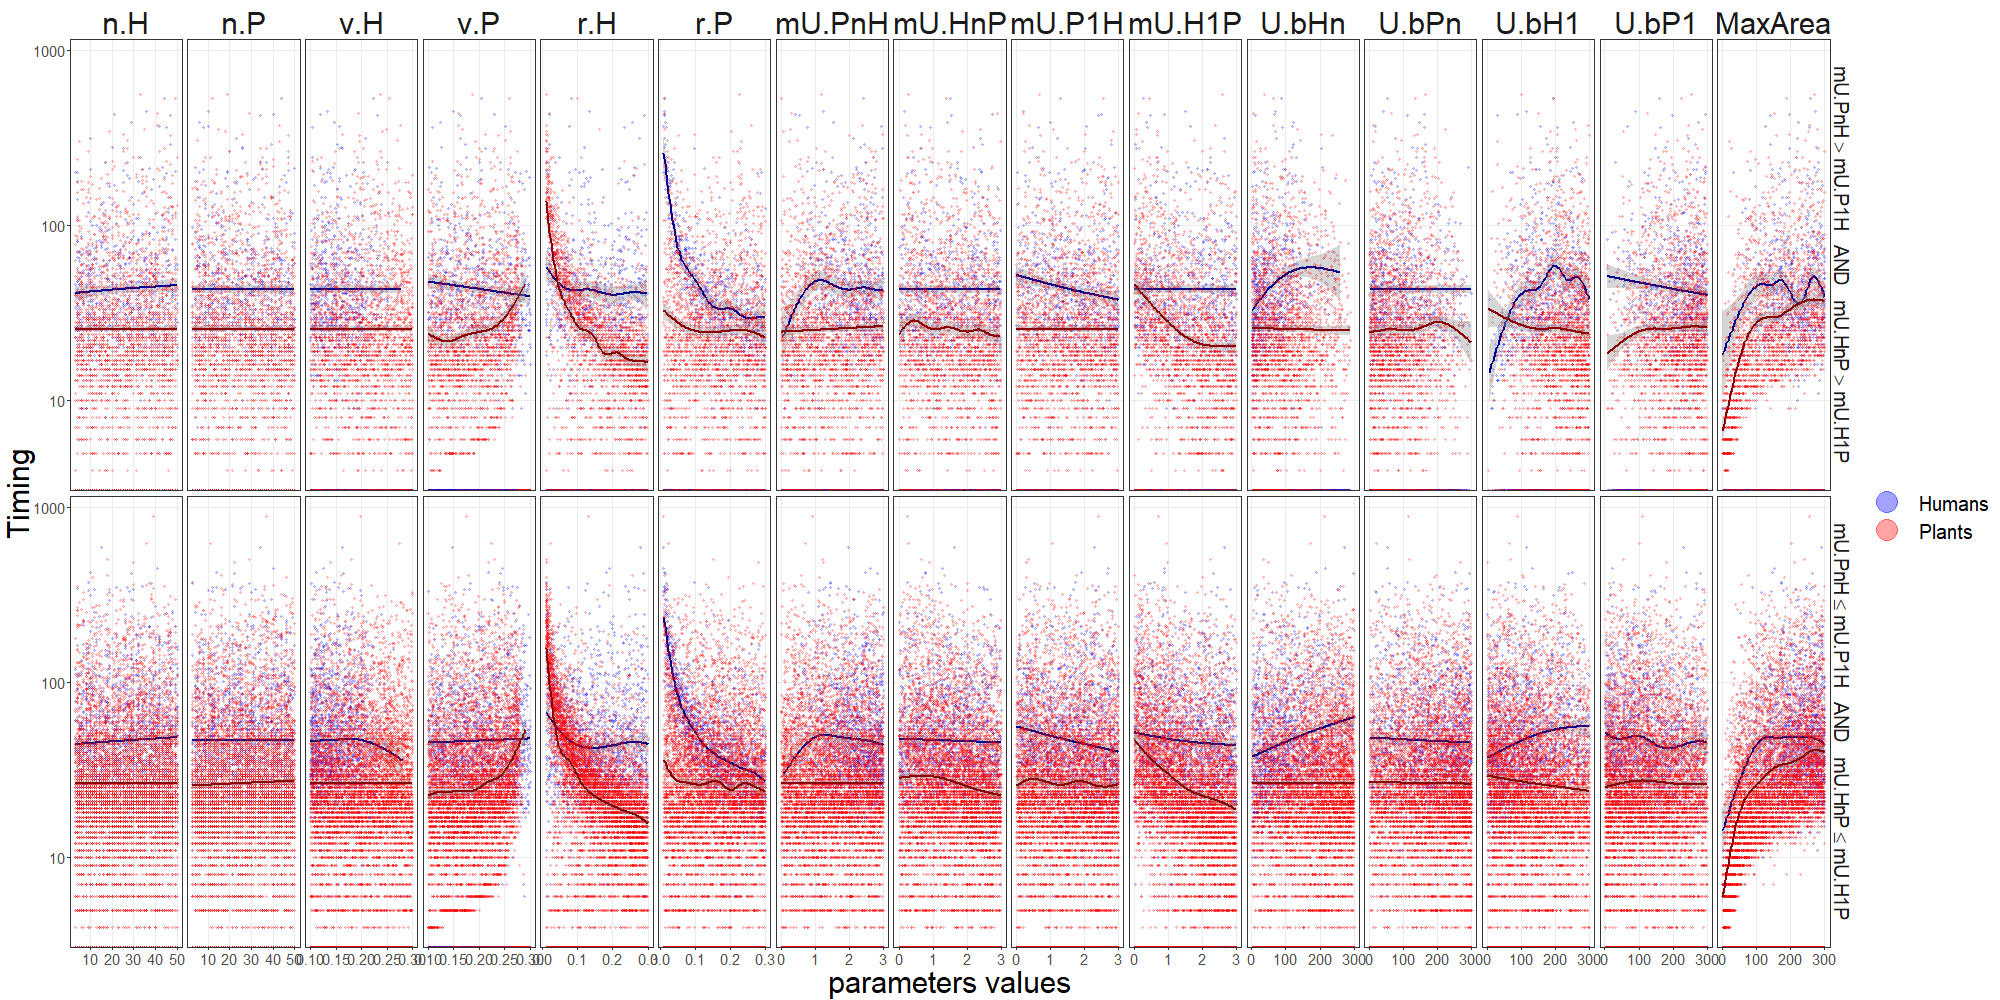 n.H n.P v.H v.P r.H r.P mU.PnH mU.HnP mU.P1H mU.H1P U.bHn U.bPn U.bH1 U.bP1 MaxArea
1000
100
10
mU.PnH > mU.P1H AND mU.HnP > mU.H1P
Timing
1000
100
10
mU.PnH ≤ mU.P1H AND mU.HnP ≤ mU.H1P
Humans
Plants
10 20 30 40 50 10 20 30 40 50 0.10 0.15 0.20 0.25 0.30 0.10 0.15 0.20 0.25 0.30 0.0 0.1 0.2 0.3 0.0 0.1 0.2 0.3 0 1 2 3 0 1 2 3 0 1 2 3 0 1 2 3 0 100 200 300 0 100 200 300 0 100 200 300 0 100 200 300 0 100 200 300
parameters values